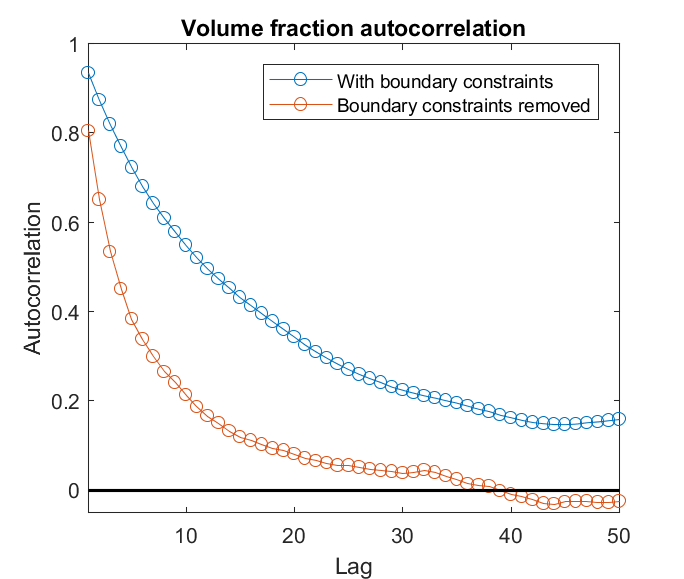 Volume fraction autocorrelation
With boundary constraints
Boundary constraints removed
Autocorrelation
1
0.8
0.6
0.4
0.2
0
10 20 30 40 50
Lag